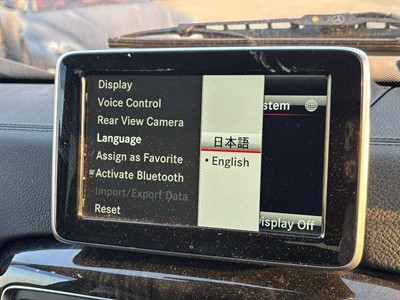 Display
Voice Control
Rear View Camera
Language
Assign as Favorite
Activate Bluetooth
Import/Export Data
Reset
日本語
• English
stem
isplay Off